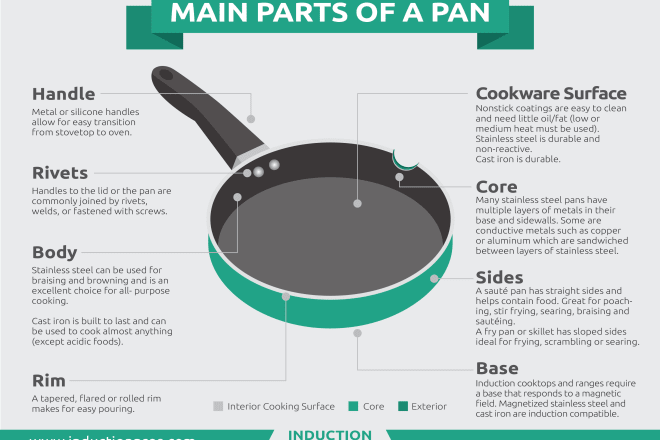 MAIN PARTS OF A PAN
Handle
Metal or silicone handles
allow for easy transition
from stovetop to oven.
Rivets
Handles to the lid or the pan are
commonly joined by rivets,
welds, or fastened with screws.
Body
Stainless steel can be used for
braising and browning and is an
excellent choice for all- purpose
cooking.
Cast iron is built to last and can
be used to cook almost anything
(except acidic foods).
Rim
A tapered, flared or rolled rim
makes for easy pouring.
Cookware Surface
Nonstick coatings are easy to clean
and need little oil/fat (low or
medium heat must be used).
Stainless steel is durable and
non-reactive.
Cast iron is durable.
Core
Many stainless steel pans have
multiple layers of metals in their
base and sidewalls. Some are
conductive metals such as copper
or aluminum which are sandwiched
between layers of stainless steel.
Sides
A sauté pan has straight sides and
helps contain food. Great for poach-
ing, stir frying, searing, braising and
sautéing.
A fry pan or skillet has sloped sides
ideal for frying, scrambling or searing.
Base
Induction cooktops and ranges require
a base that responds to a magnetic
field. Magnetized stainless steel and
cast iron are induction compatible.
Interior Cooking Surface
Core
Exterior
INDUCTION